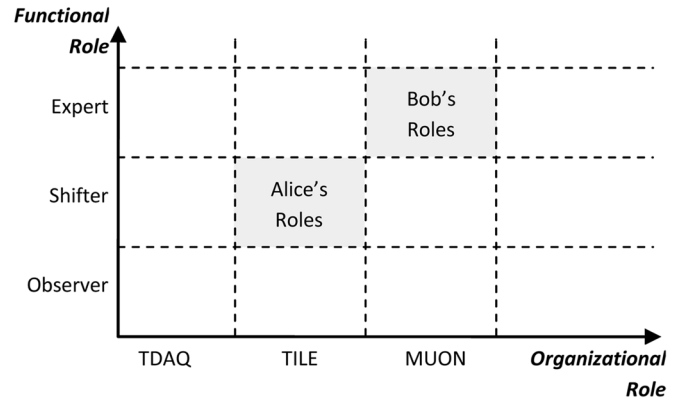 Functional
Role
Expert
Bob's
Roles
Shifter
Alice's
Roles
Observer
TDAQ
TILE
MUON
Organizational
Role